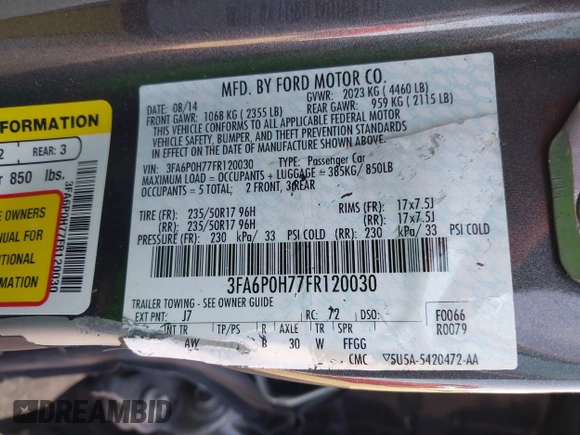 MFD. BY FORD MOTOR CO.
DATE: 08/14
GVWR: 2023 KG ( 4460 LB)
FRONT GAWR: 1068 KG ( 2355 LB)
REAR GAWR: 959 KG ( 2115 LB)
THIS VEHICLE CONFORMS TO ALL APPLICABLE FEDERAL MOTOR
VEHICLE SAFETY, BUMPER, AND THEFT PREVENTION STANDARDS
IN EFFECT ON THE DATE OF MANUFACTURE SHOWN ABOVE.
VIN: 3FA6P0H77FR120030
TYPE: Passenger Car
MAXIMUM LOAD = OCCUPANTS + LUGGAGE = 385KG/ 850LB
OCCUPANTS = 5 TOTAL: 2 FRONT, 3 REAR
TIRE (FR): 235/50R17 96H
RIMS (FR): 17x7.5J
(RR): 235/50R17 96H
(RR): 17x7.5J
PRESSURE (FR): 230 kPa/ 33 PSI COLD (RR): 230 kPa/ 33 PSI COLD
3FA6P0H77FR120030
TRAILER TOWING - SEE OWNER GUIDE
EXT PNT: J7 RC: 72 DSO:
F0066
R0079
INT TR TP/PS R AXLE TR SPR
AW B 30 W FFGG
CMC 5U5A-5420472-AA
FORMATION
2 REAR: 3
or 850 lbs.
OWNERS
NUAL FOR
ITIONAL
MATION
3FA6P0H77FR120030
DREAMBID